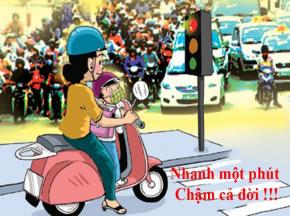 Nhanh một phút
Chậm cả đời !!!